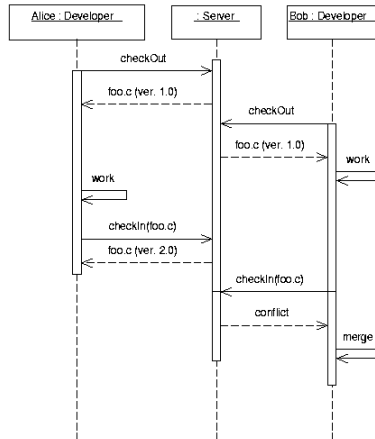 Alice : Developer
: Server
Bob : Developer
checkOut
foo.c (ver. 1.0)
checkOut
foo.c (ver. 1.0)
work
work
checkIn(foo.c)
foo.c (ver. 2.0)
checkIn(foo.c)
conflict
merge